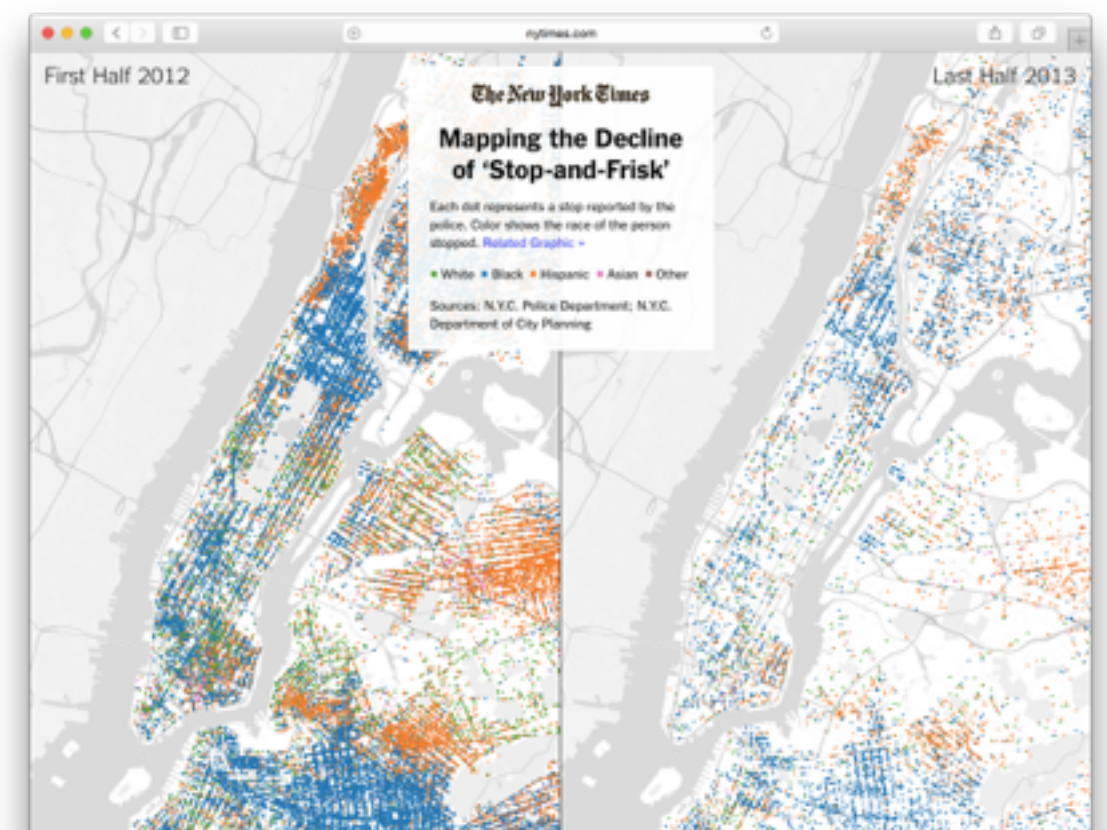 nytimes.com
First Half 2012
Last Half 2013
The New York Times
Mapping the Decline
of ‘Stop-and-Frisk’
Each dot represents a stop reported by the
police. Color shows the race of the person
stopped. Related Graphic »
White Black Hispanic Asian Other
Sources: N.Y.C. Police Department; N.Y.C.
Department of City Planning